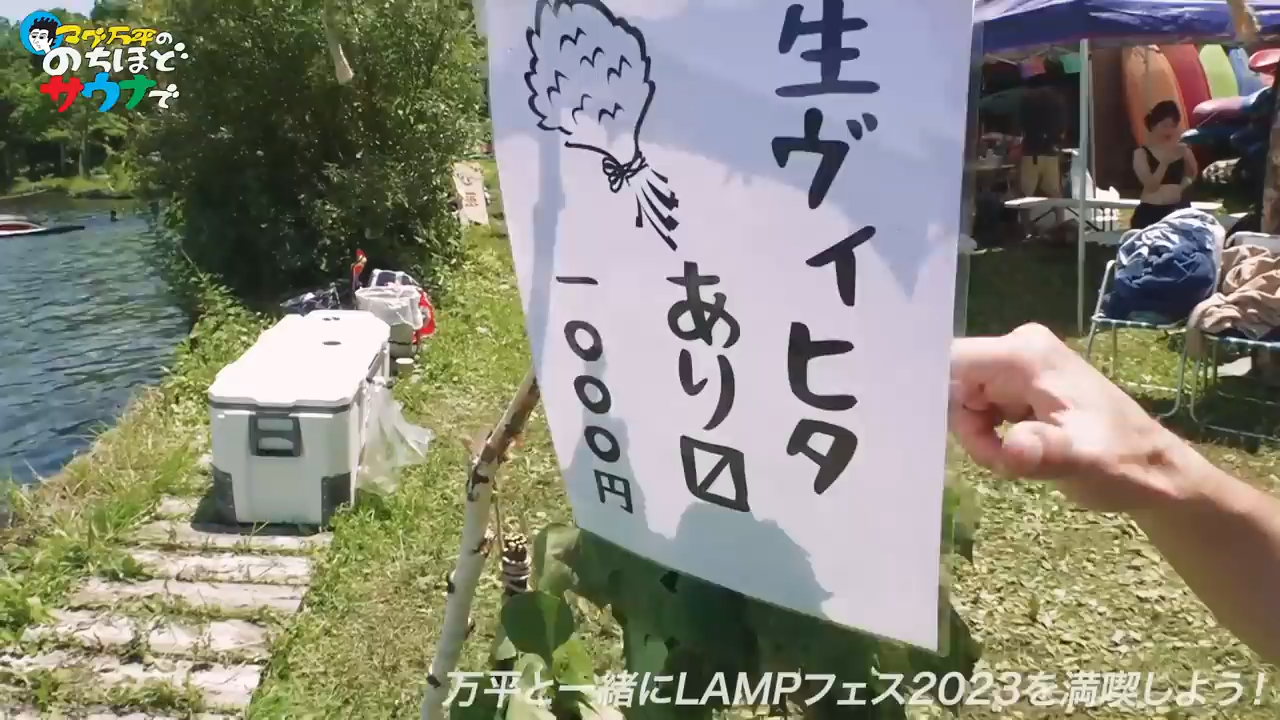 マグ万平の
のちほど
サウナで
生ヴィヒタ
あり〼
一〇〇〇円
万平と一緒にLAMPフェス2023を満喫しよう!